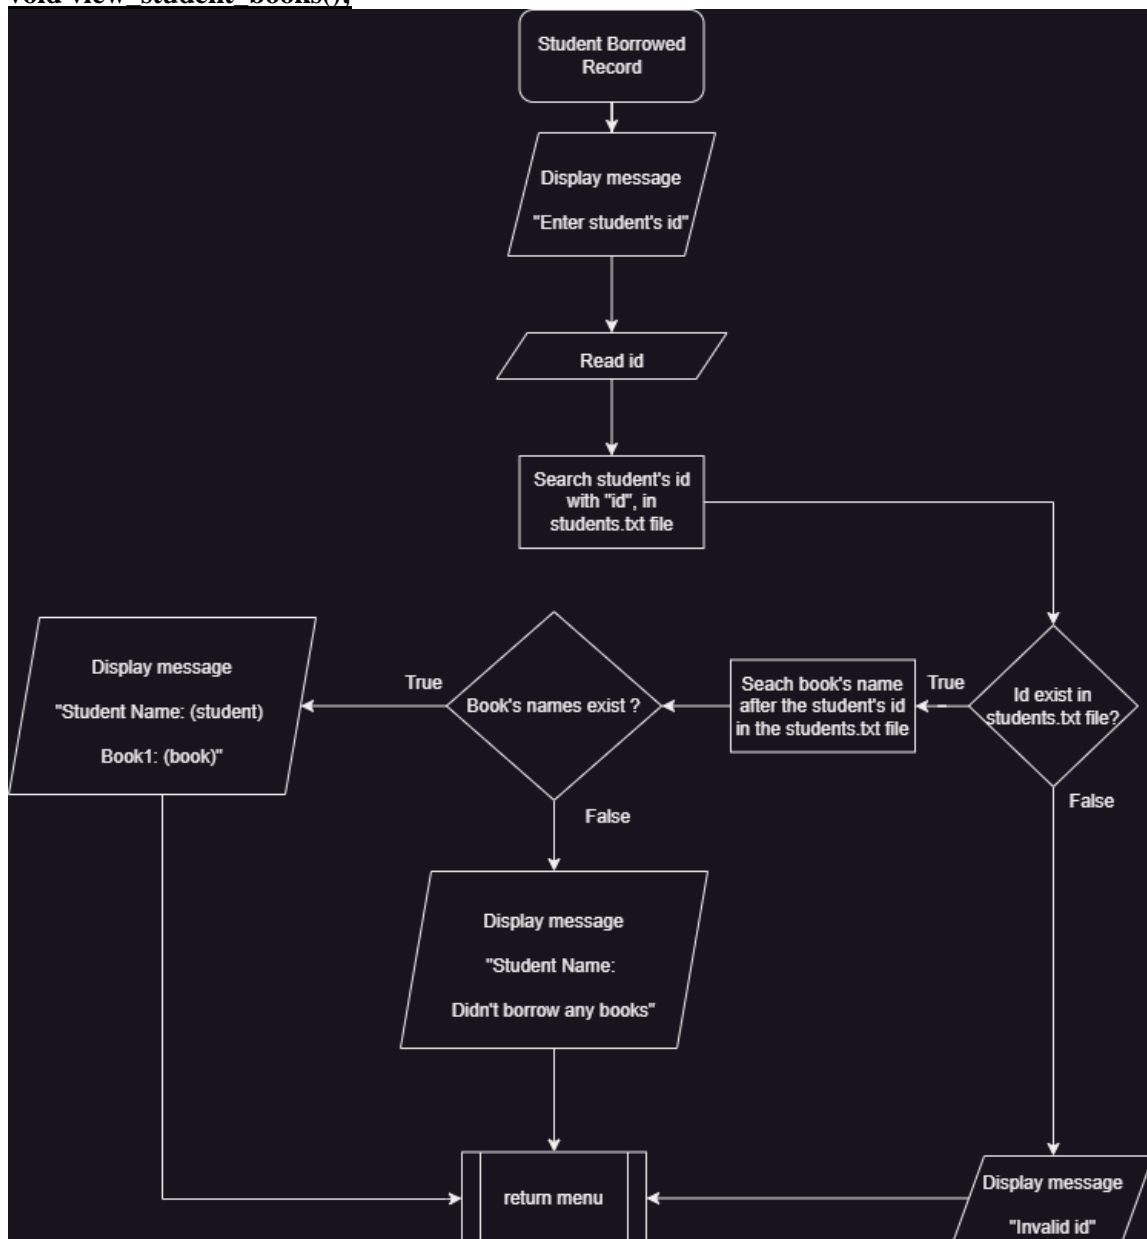 void view_student_books();
Student Borrowed
Record
Display message
"Enter student's id"
Read id
Search student's id
with "id", in
students.txt file
Id exist in
students.txt file?
True
Seach book's name
after the student's id
in the students.txt file
Book's names exist ?
True
Display message
"Student Name: (student)
Book1: (book)"
False
Display message
"Student Name:
Didn't borrow any books"
False
Display message
"Invalid id"
return menu